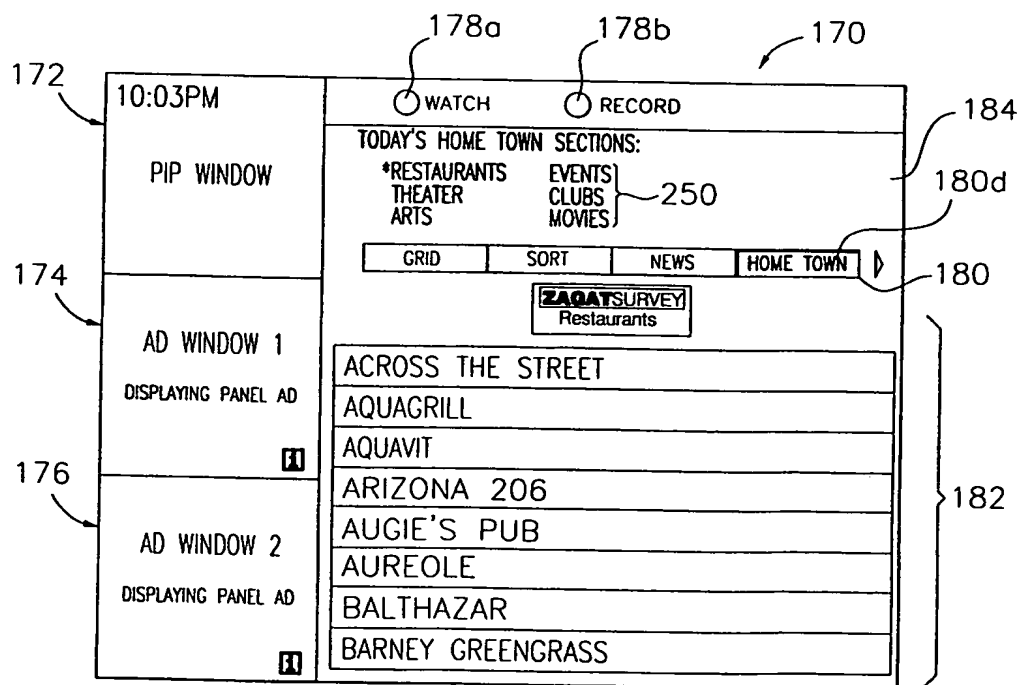 178a
178b
170
172
10:03PM
WATCH
RECORD
184
TODAY'S HOME TOWN SECTIONS:
PIP WINDOW
*RESTAURANTS
EVENTS
THEATER
CLUBS
ARTS
MOVIES
250
180d
GRID
SORT
NEWS
HOME TOWN
180
174
ZAGATSURVEY
Restaurants
AD WINDOW 1
DISPLAYING PANEL AD
ACROSS THE STREET
AQUAGRILL
AQUAVIT
176
ARIZONA 206
182
AD WINDOW 2
AUGIE'S PUB
AUREOLE
DISPLAYING PANEL AD
BALTHAZAR
BARNEY GREENGRASS